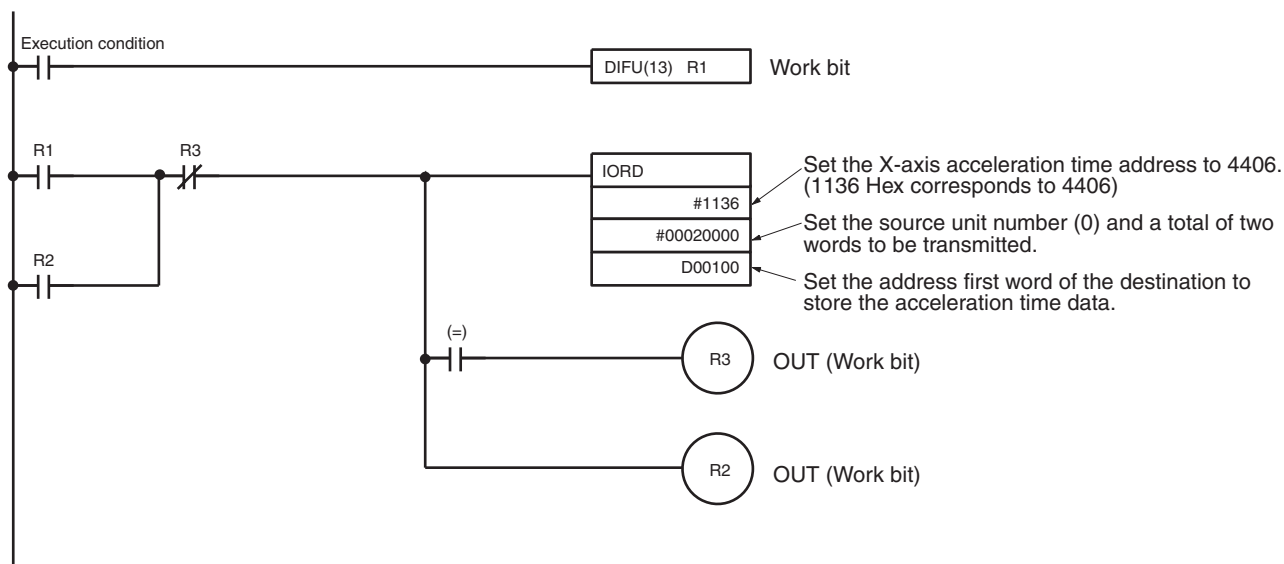 Execution condition
DIFU(13) R1
Work bit
R1
R3
IORD
#1136
#00020000
D00100
Set the X-axis acceleration time address to 4406.
(1136 Hex corresponds to 4406)
Set the source unit number (0) and a total of two
words to be transmitted.
Set the address first word of the destination to
store the acceleration time data.
R2
(=)
R3
OUT (Work bit)
R2
OUT (Work bit)